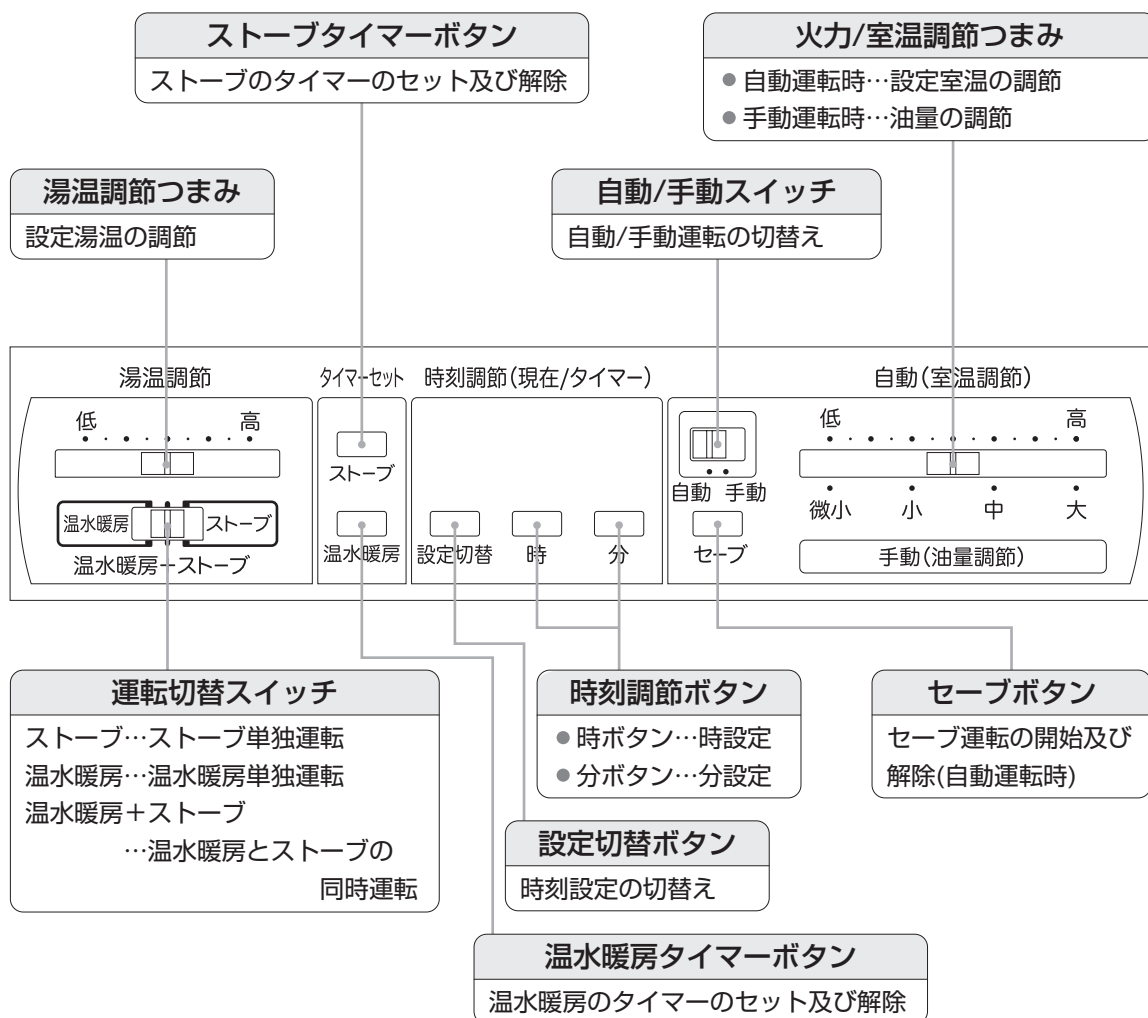 ストーブタイマーボタン
ストーブのタイマーのセット及び解除
火力/室温調節つまみ
●自動運転時…設定室温の調節
●手動運転時…油量の調節
湯温調節つまみ
設定湯温の調節
自動/手動スイッチ
自動/手動運転の切替え
湯温調節
タイマーセット
時刻調節(現在/タイマー)
自動(室温調節)
低
高
ストーブ
自動 手動
低
高
微小
小
中
大
温水暖房
ストーブ
温水暖房ーストーブ
温水暖房
設定切替
時
分
セーブ
手動(油量調節)
運転切替スイッチ
ストーブ…ストーブ単独運転
温水暖房…温水暖房単独運転
温水暖房+ストーブ
…温水暖房とストーブの
同時運転
時刻調節ボタン
●時ボタン…時設定
●分ボタン…分設定
セーブボタン
セーブ運転の開始及び
解除(自動運転時)
設定切替ボタン
時刻設定の切替え
温水暖房タイマーボタン
温水暖房のタイマーのセット及び解除